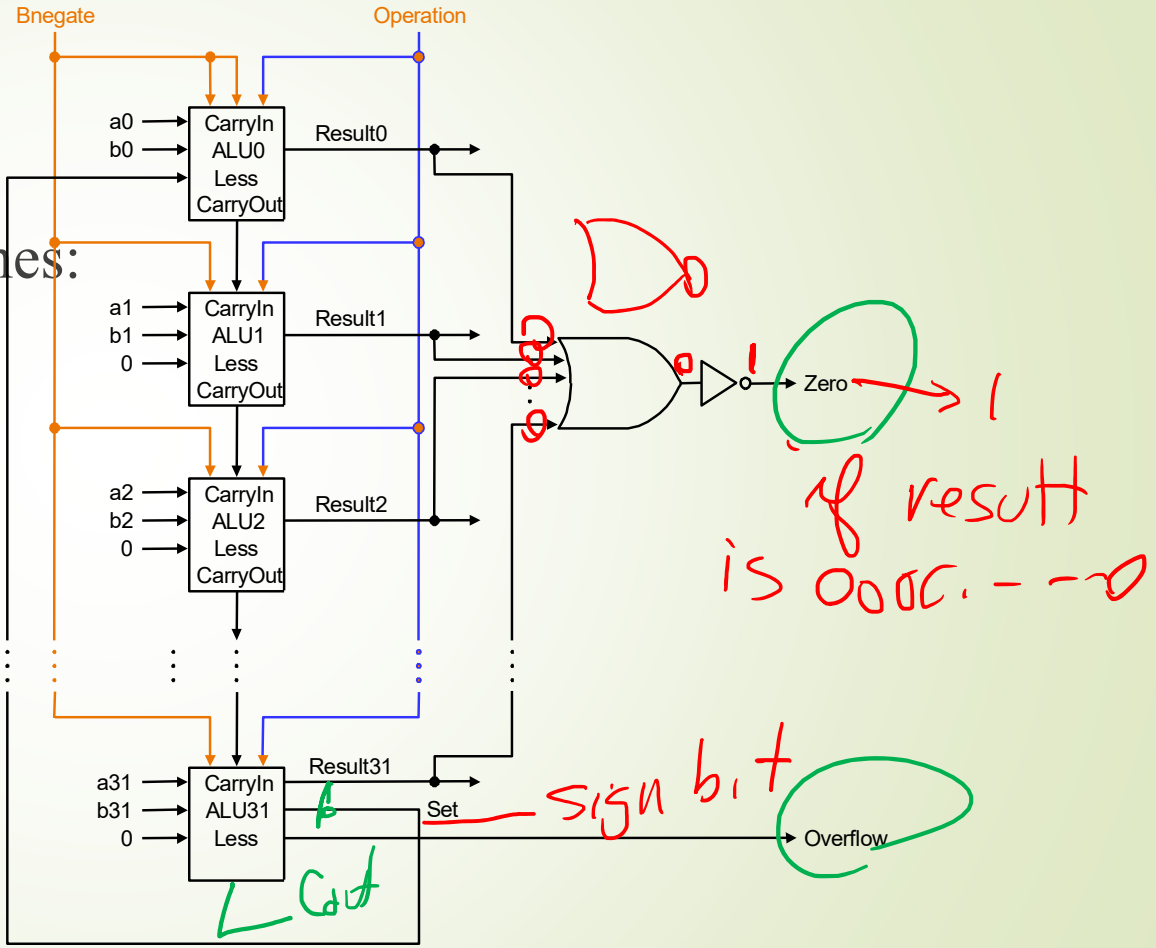 Bnegate
Operation
a0
b0
CarryIn
ALU0
Less
CarryOut
Result0
nes:
a1
b1
0
CarryIn
ALU1
Less
CarryOut
Result1
0
0
0
0
0
1
Zero
1
if result
is 000
a2
b2
0
CarryIn
ALU2
Less
CarryOut
Result2
a31
b31
0
CarryIn
ALU31
Less
Result31
Set
sign bit
Overflow
Cout